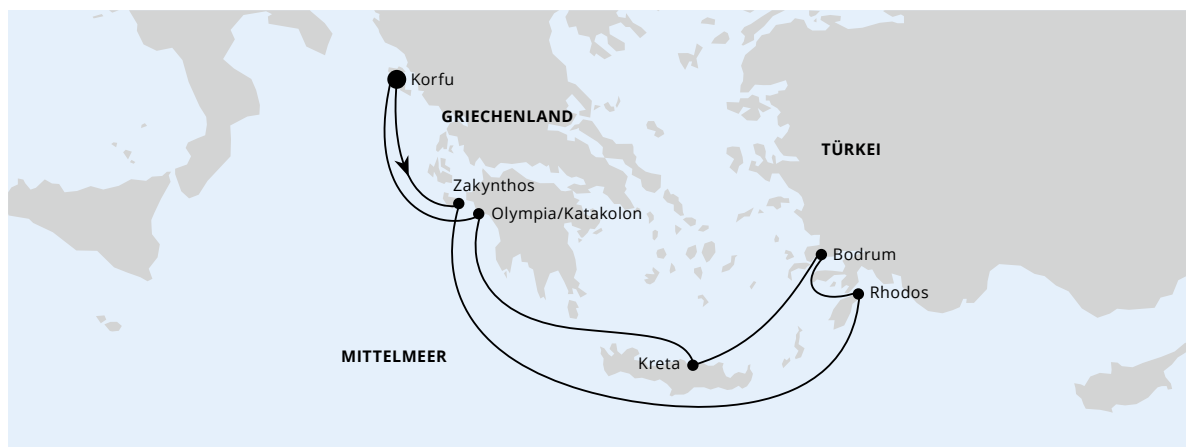 Korfu
GRIECHENLAND
TÜRKEI
Zakynthos
Olympia/Katakolon
Bodrum
Rhodos
MITTELMEER
Kreta